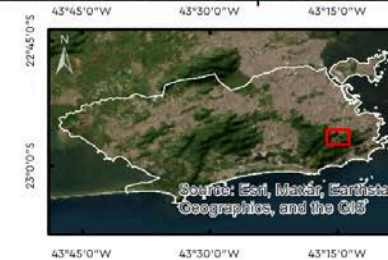 43°45'0"W 43°30'0"W 43°15'0"W
22°45'0"S
N
23°0'0"S
Source: Esri, Maxar, Earthsta
Geographics, and the GIS
43°45'0"W 43°30'0"W 43°15'0"W